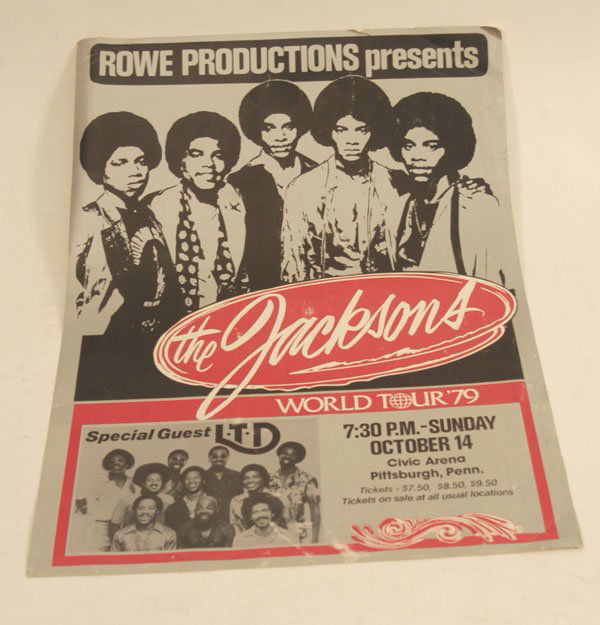 ROWE PRODUCTIONS presents
the Jacksons
WORLD TOUR '79
Special Guest L·T·D
7:30 P.M.-SUNDAY
OCTOBER 14
Civic Arena
Pittsburgh, Penn.
Tickets - $7.50, $8.50, $9.50
Tickets on sale at all usual locations